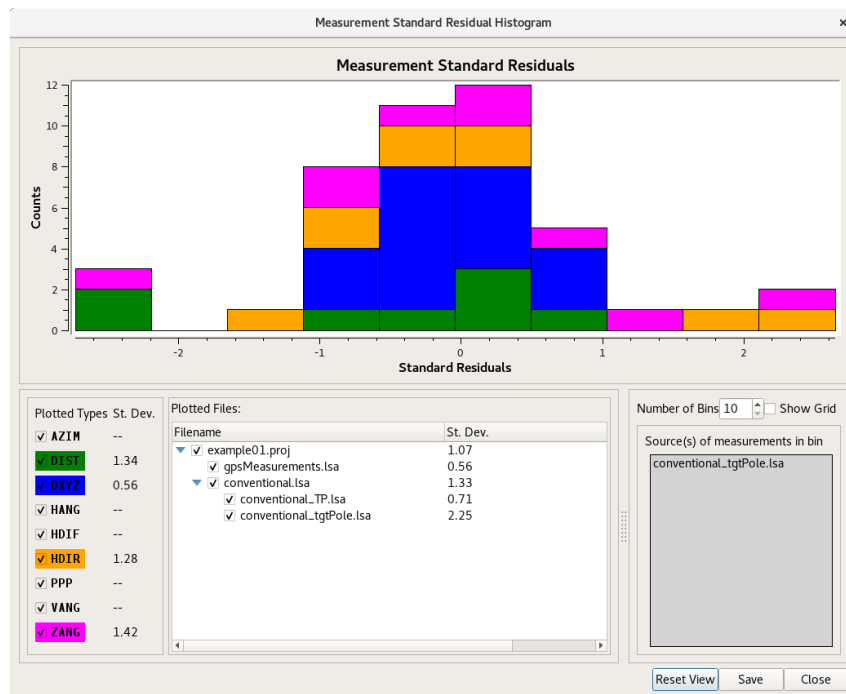 Measurement Standard Residual Histogram ×
Measurement Standard Residuals
12
10
8
6
4
2
0
Counts
-2 -1 0 1 2
Standard Residuals
Plotted Types St. Dev.
AZIM --
DIST 1.34
DXYZ 0.56
HANG --
HDIF --
HDIR 1.28
PPP --
VANG --
ZANG 1.42
Plotted Files:
Filename St. Dev.
example01.proj 1.07
gpsMeasurements.lsa 0.56
conventional.lsa 1.33
conventional_TP.lsa 0.71
conventional_tgtPole.lsa 2.25
Number of Bins 10 Show Grid
Source(s) of measurements in bin
conventional_tgtPole.lsa
Reset View Save Close